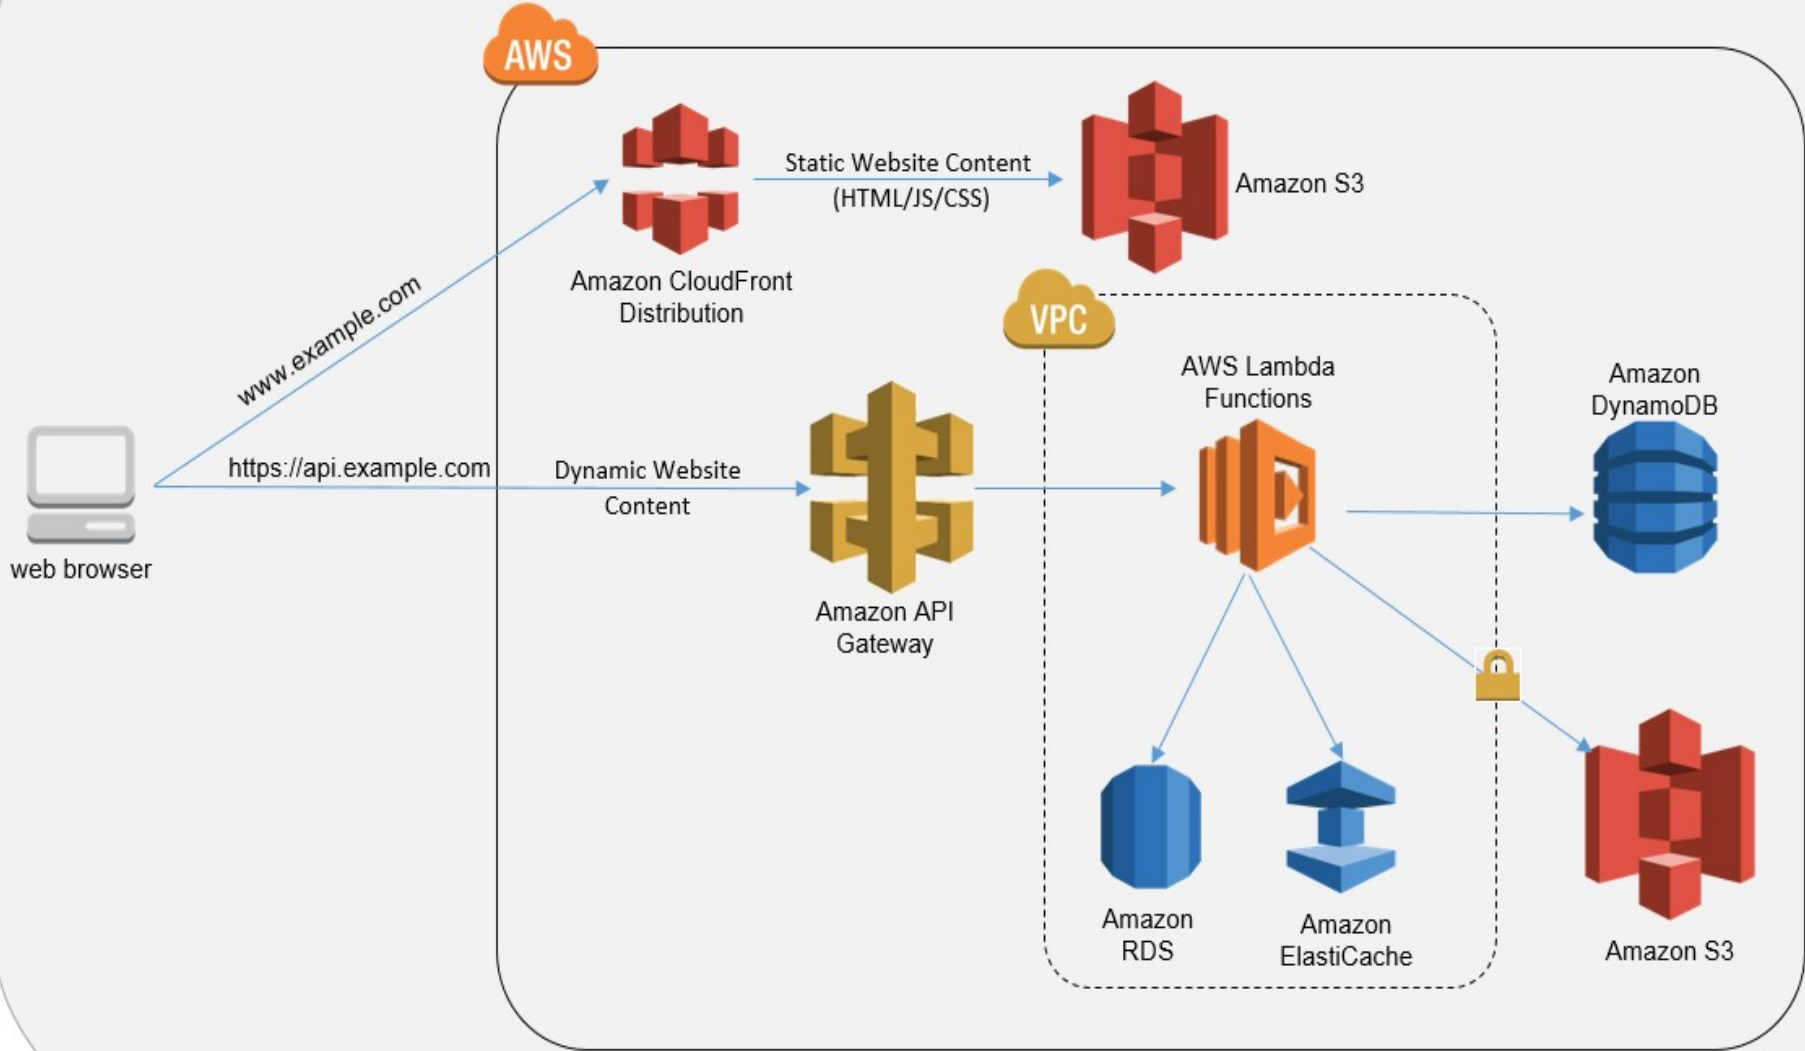 AWS
Static Website Content
(HTML/JS/CSS)
Amazon S3
Amazon CloudFront
Distribution
www.example.com
VPC
AWS Lambda
Functions
Amazon
DynamoDB
https://api.example.com
Dynamic Website
Content
web browser
Amazon API
Gateway
Amazon
RDS
Amazon
ElastiCache
Amazon S3